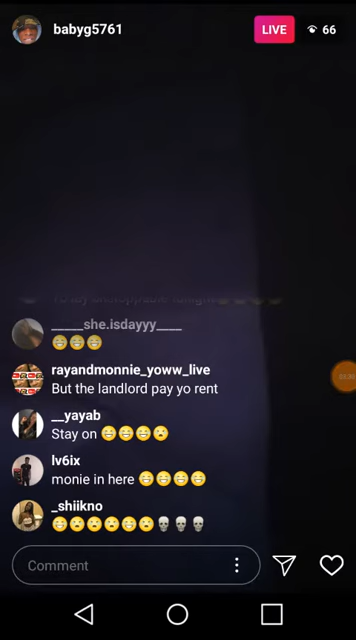 babyg5761
LIVE
66
_____she.isdayyy____
😁😁😁
rayandmonnie_yoww_live
But the landlord pay yo rent
__yayab
Stay on 😁😁😁😲
lv6ix
monie in here 😁😁😁😁
_shiikno
😁😲😲😁😁😲💀💀💀
Comment